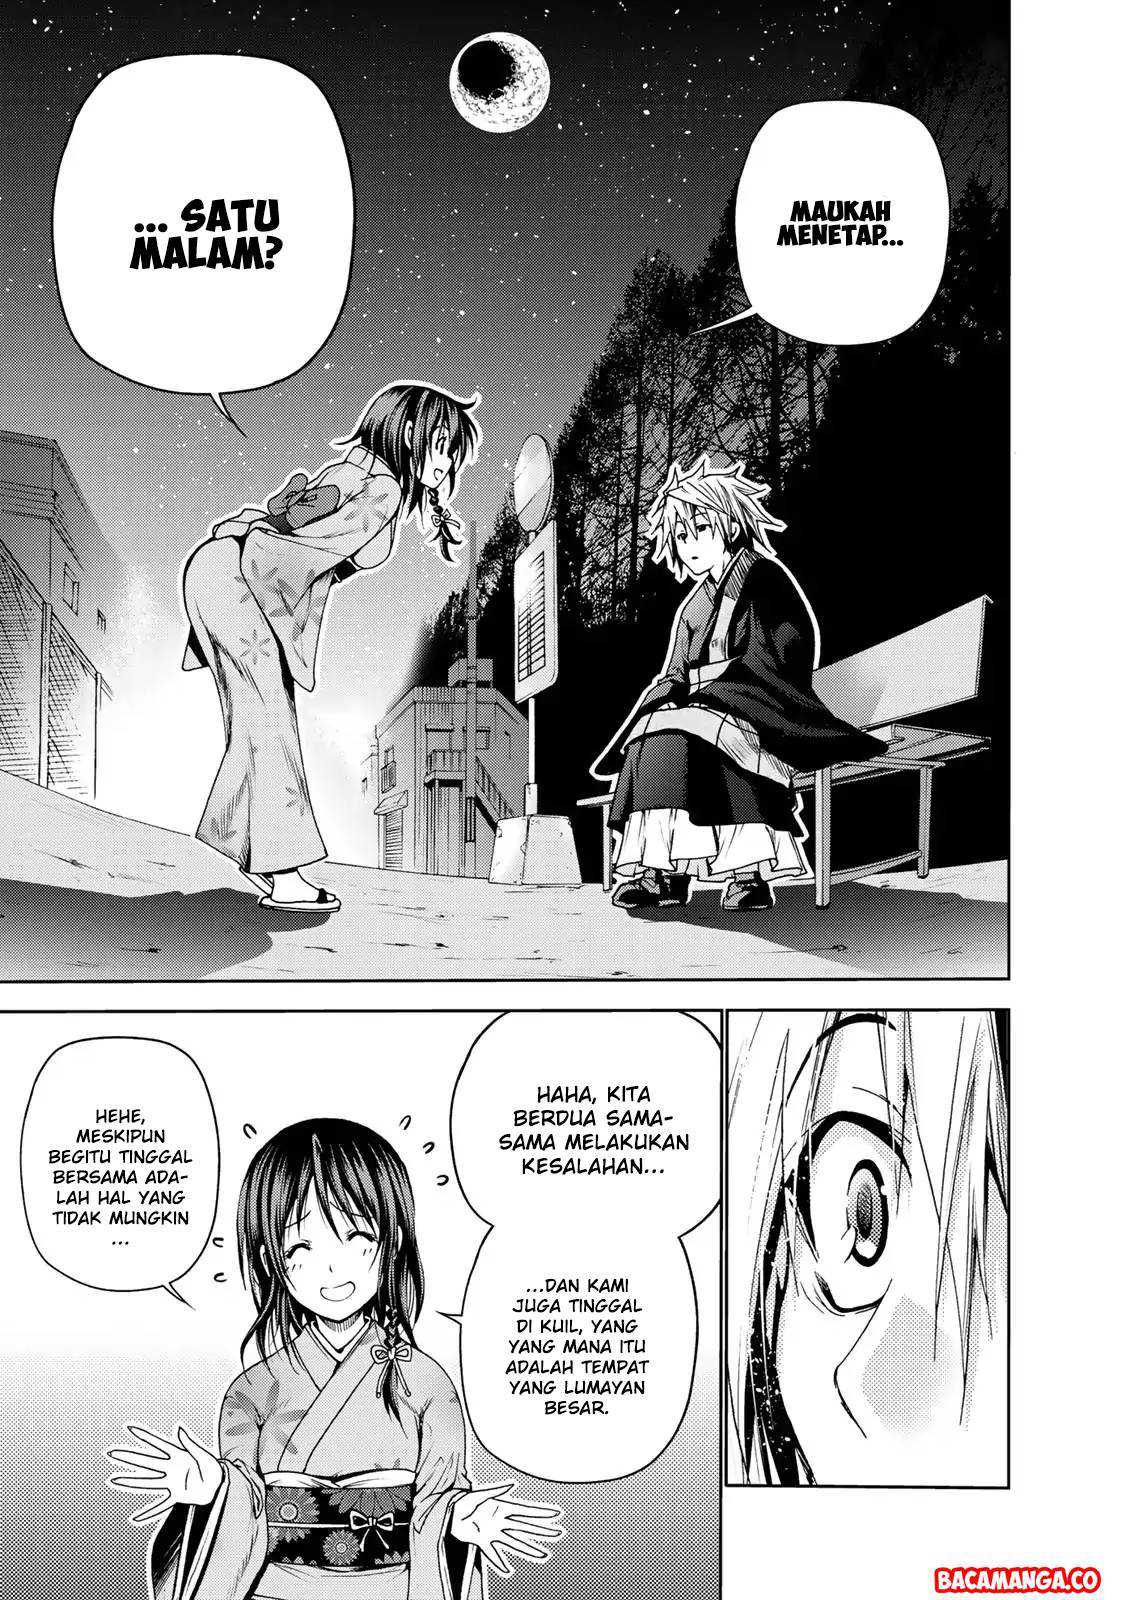 MAUKAH
MENETAP...
... SATU
MALAM?
HAHA, KITA
BERDUA SAMA-
SAMA MELAKUKAN
KESALAHAN...
...DAN KAMI
JUGA TINGGAL
DI KUIL, YANG
YANG MANA ITU
ADALAH TEMPAT
YANG LUMAYAN
BESAR.
HEHE,
MESKIPUN
BEGITU TINGGAL
BERSAMA ADA-
LAH HAL YANG
TIDAK MUNGKIN
...
BACAMANGA.CO